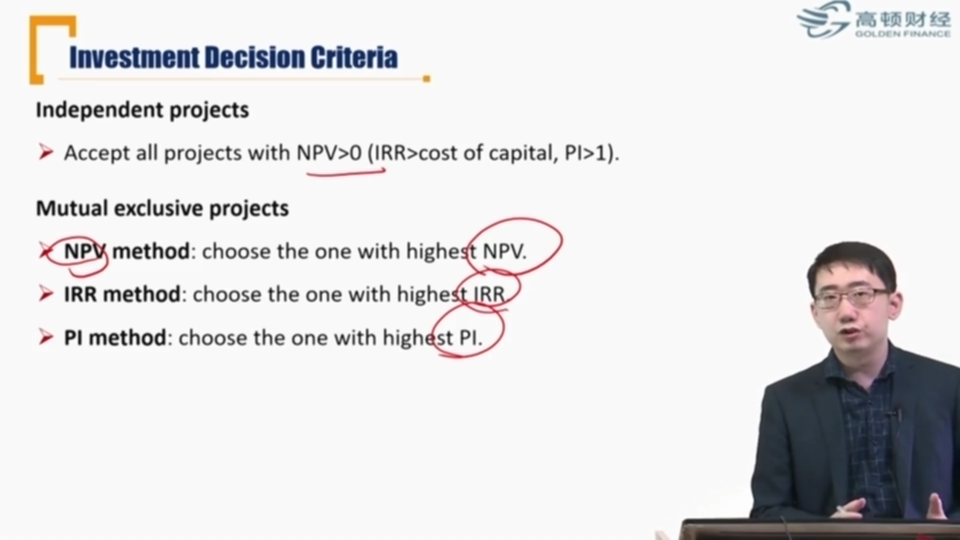 高顿财经
GOLDEN FINANCE
Investment Decision Criteria
Independent projects
Accept all projects with NPV>0 (IRR>cost of capital, PI>1).
Mutual exclusive projects
NPV method: choose the one with highest NPV.
IRR method: choose the one with highest IRR.
PI method: choose the one with highest PI.